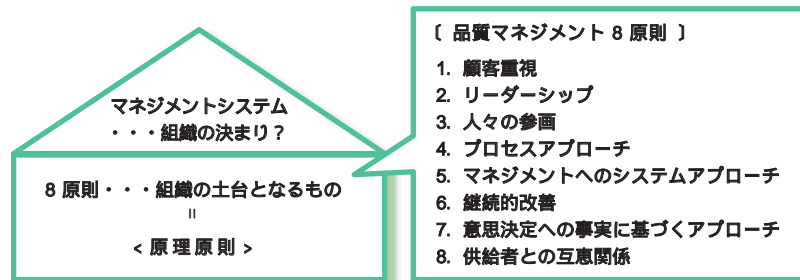 マネジメントシステム
・・・組織の決まり？
8 原則・・・組織の土台となるもの
＝
< 原理原則 >
〔 品質マネジメント 8 原則 〕
1. 顧客重視
2. リーダーシップ
3. 人々の参画
4. プロセスアプローチ
5. マネジメントへのシステムアプローチ
6. 継続的改善
7. 意思決定への事実に基づくアプローチ
8. 供給者との互恵関係